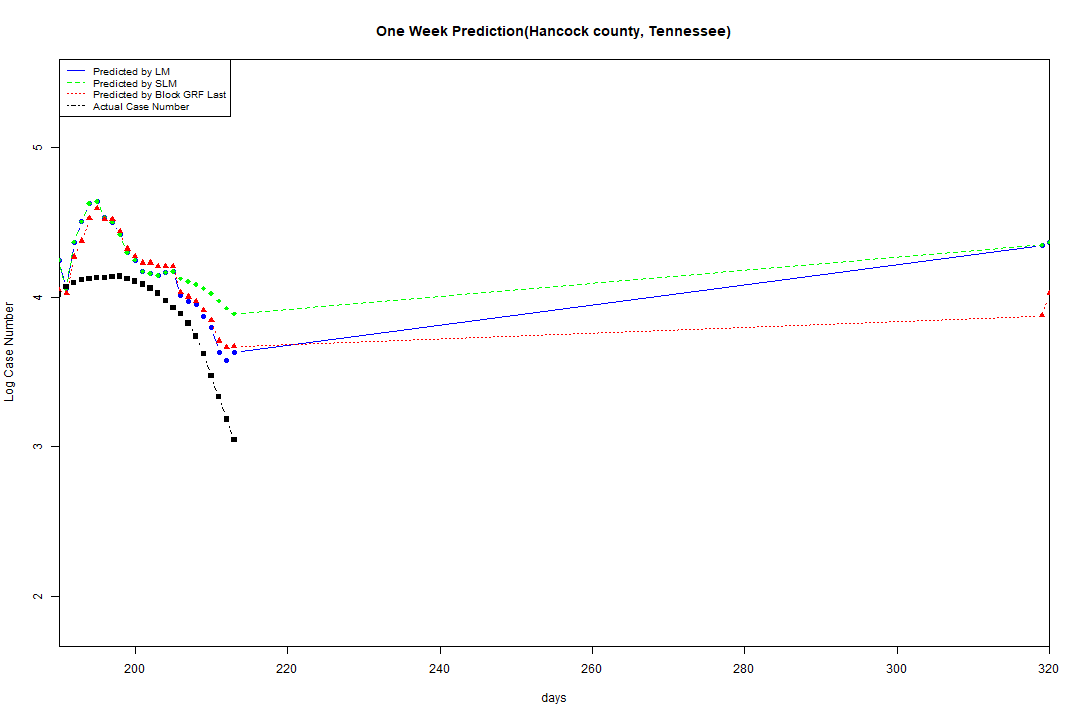 One Week Prediction(Hancock county, Tennessee)
Predicted by LM
Predicted by SLM
Predicted by Block GRF Last
Actual Case Number
5
4
3
2
Log Case Number
200 220 240 260 280 300 320
days